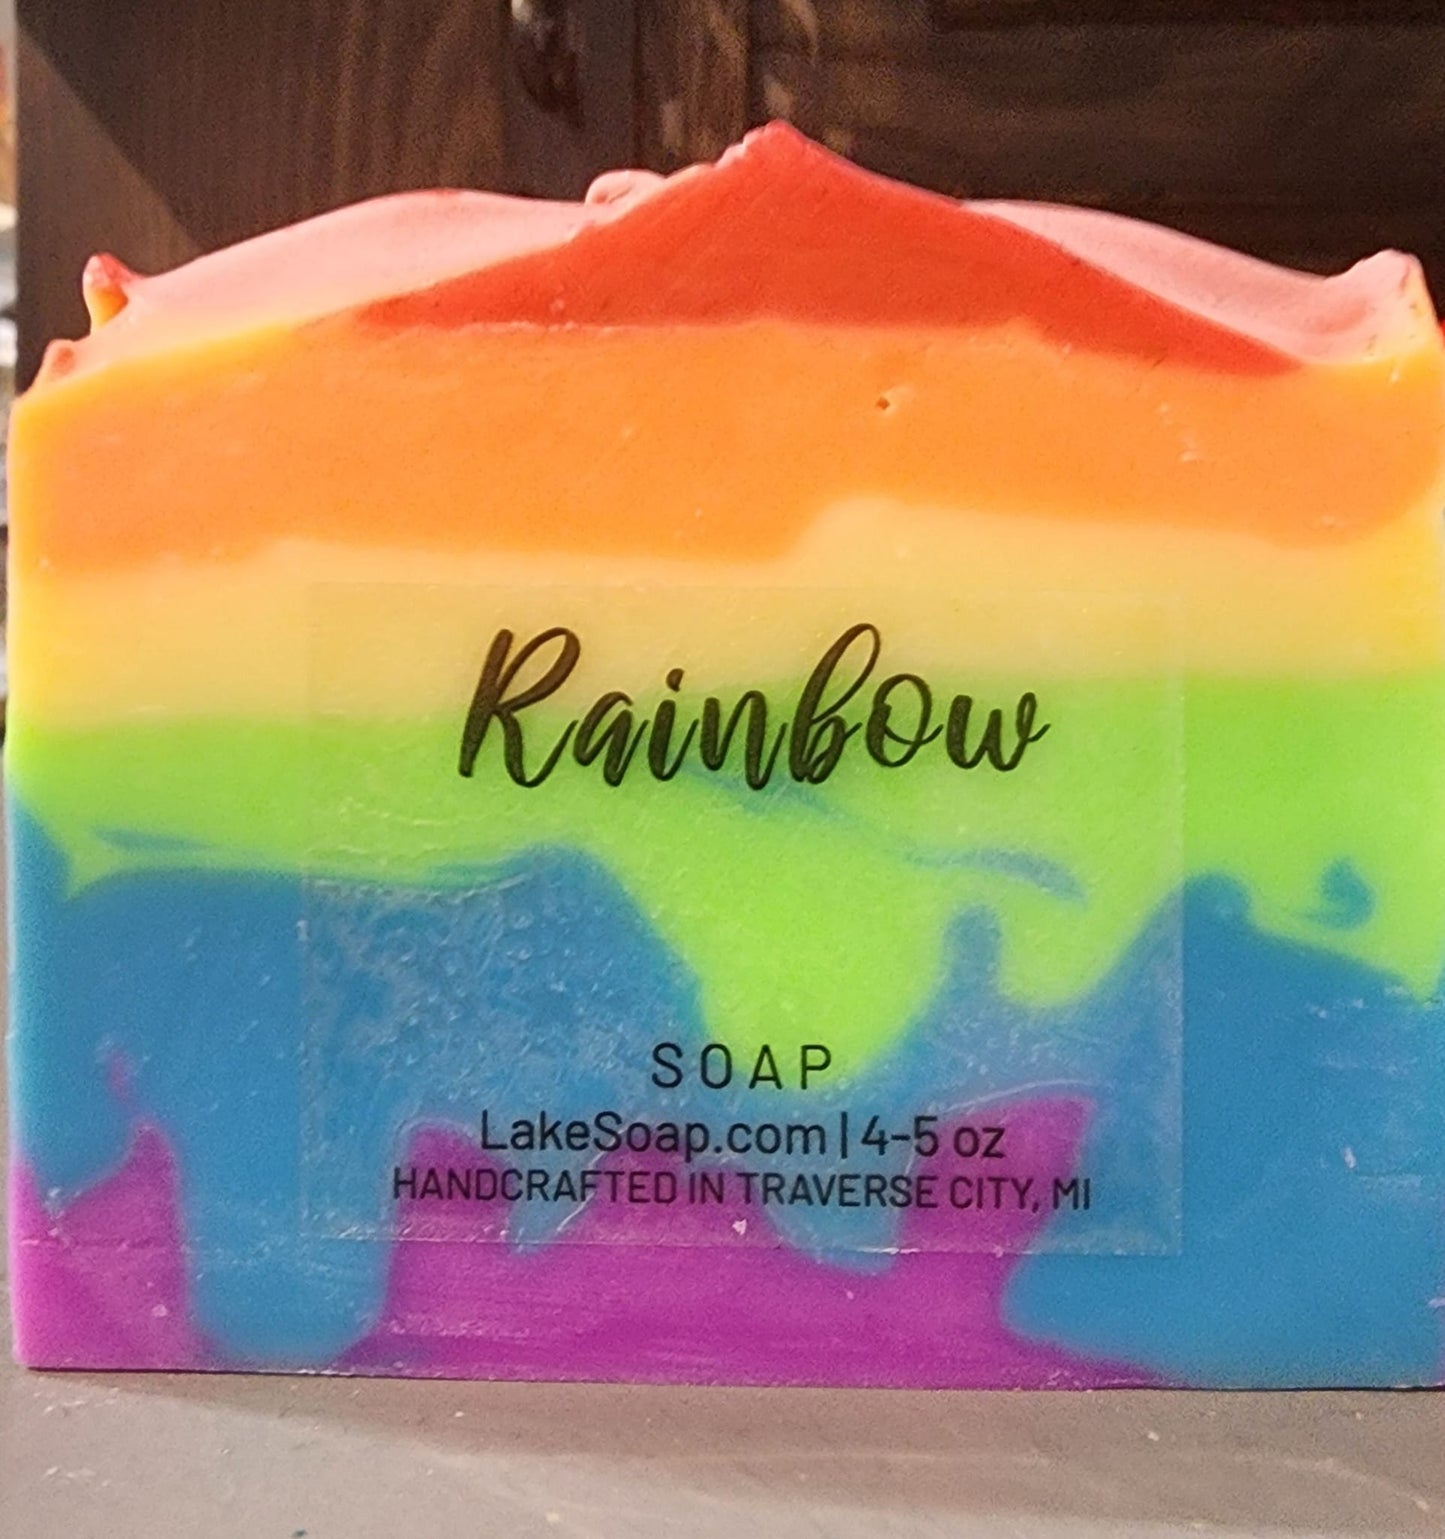 Rainbow
SOAP
LakeSoap.com | 4-5 oz
HANDCRAFTED IN TRAVERSE CITY, MI